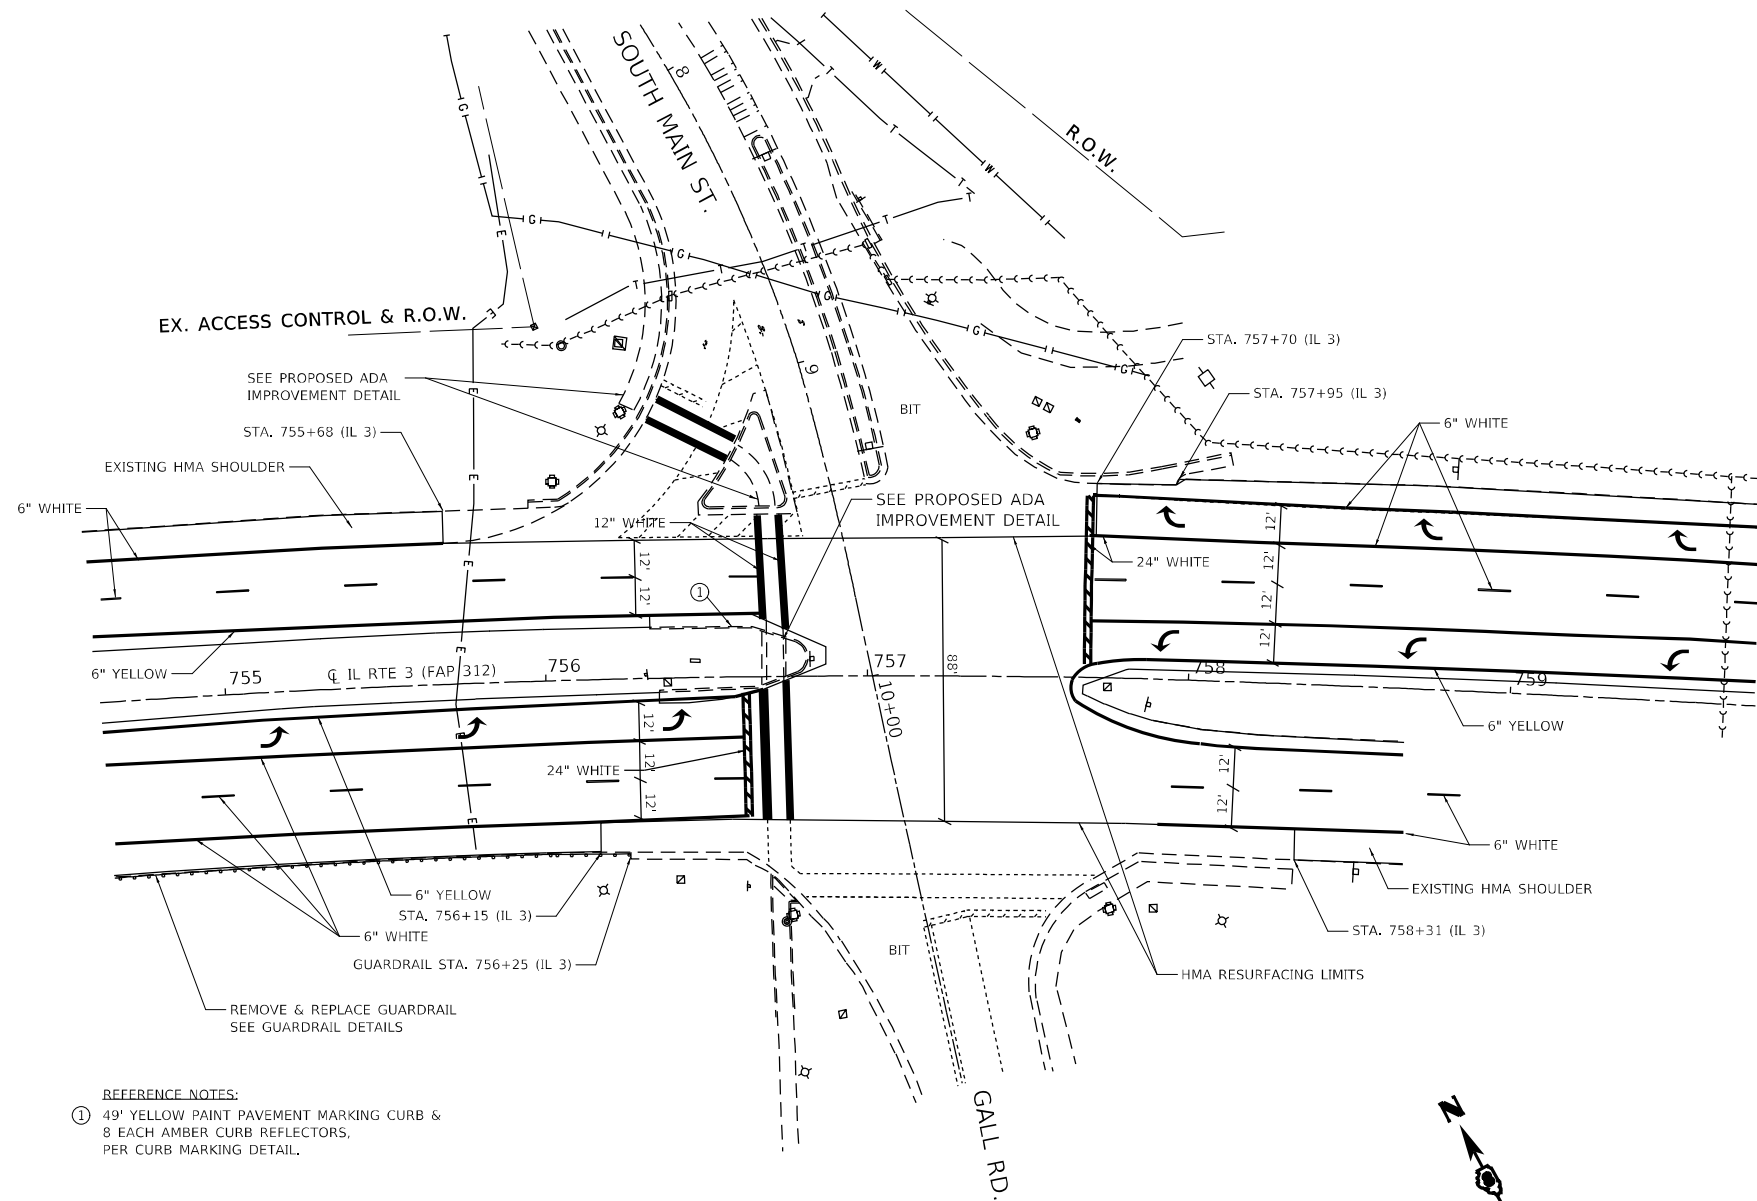 SOUTH MAIN ST.
8
R.O.W.
G
W
T
T
W
T
W
T
G
T
E
G
T
T
G
G
EX. ACCESS CONTROL & R.O.W.
E
G
G
STA. 757+70 (IL 3)
9
SEE PROPOSED ADA
IMPROVEMENT DETAIL
E
STA. 757+95 (IL 3)
BIT
6" WHITE
STA. 755+68 (IL 3)
E
EXISTING HMA SHOULDER
6" WHITE
SEE PROPOSED ADA
IMPROVEMENT DETAIL
12" WHITE
12'
12'
12'
12'
24" WHITE
E
12'
12'
1
12'
12'
6" YELLOW
E
755
℄ IL RTE 3 (FAP 312)
756
757
88'
758
759
10+00
6" YELLOW
12'
12'
12'
24" WHITE
12'
12'
E
6" WHITE
6" YELLOW
STA. 756+15 (IL 3)
EXISTING HMA SHOULDER
6" WHITE
STA. 758+31 (IL 3)
BIT
GUARDRAIL STA. 756+25 (IL 3)
HMA RESURFACING LIMITS
REMOVE & REPLACE GUARDRAIL
SEE GUARDRAIL DETAILS
GALL RD.
REFERENCE NOTES:
1 49' YELLOW PAINT PAVEMENT MARKING CURB &
8 EACH AMBER CURB REFLECTORS,
PER CURB MARKING DETAIL.
N